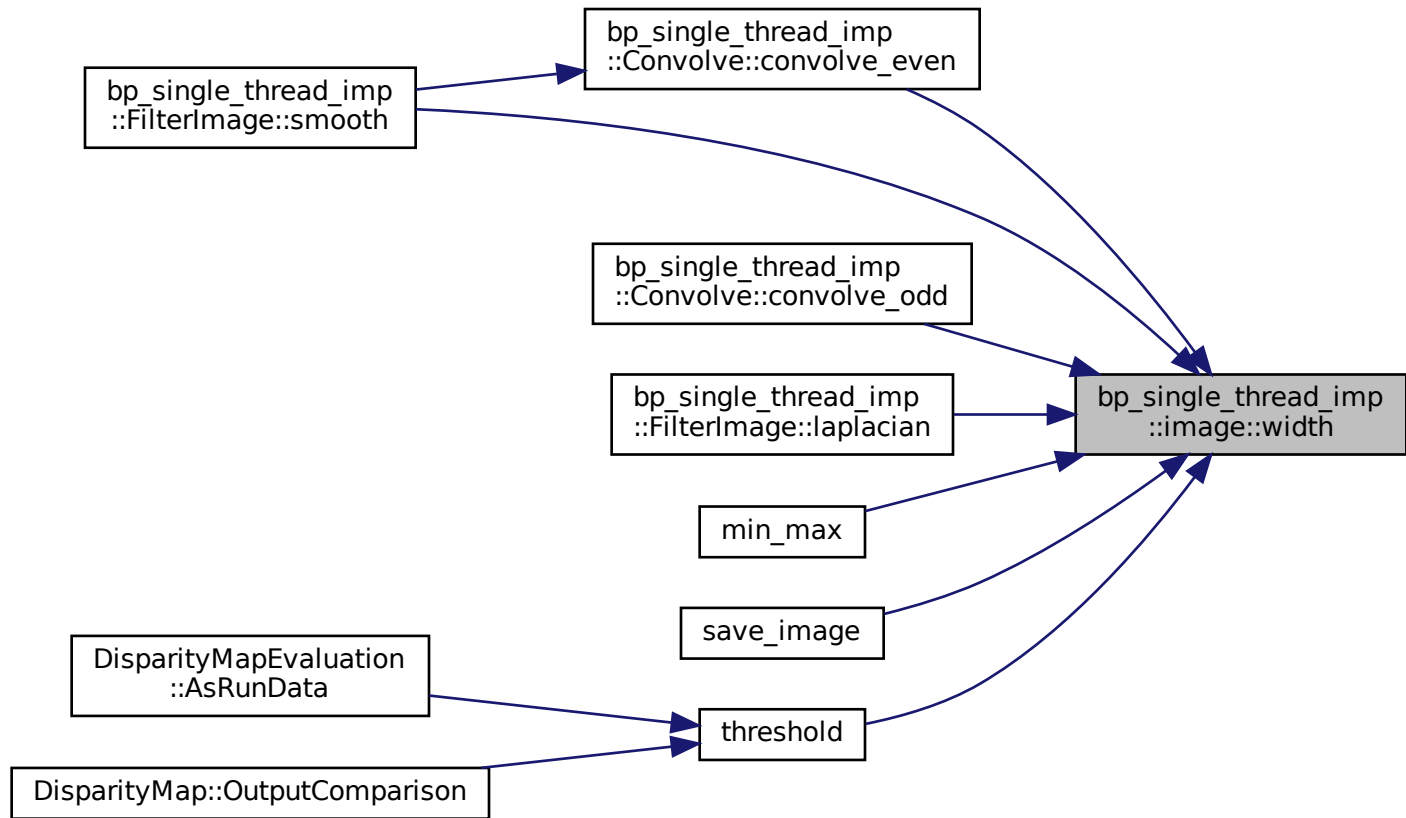 bp_single_thread_imp
::Convolve::convolve_even
bp_single_thread_imp
::FilterImage::smooth
bp_single_thread_imp
::Convolve::convolve_odd
bp_single_thread_imp
::FilterImage::laplacian
bp_single_thread_imp
::image::width
min_max
save_image
DisparityMapEvaluation
::AsRunData
threshold
DisparityMap::OutputComparison